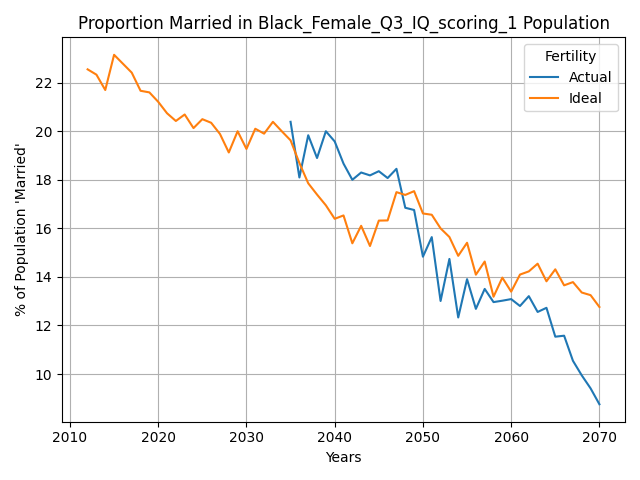 Proportion Married in Black_Female_Q3_IQ_scoring_1 Population
Fertility
Actual
Ideal
% of Population 'Married'
22
20
18
16
14
12
10
2010 2020 2030 2040 2050 2060 2070
Years